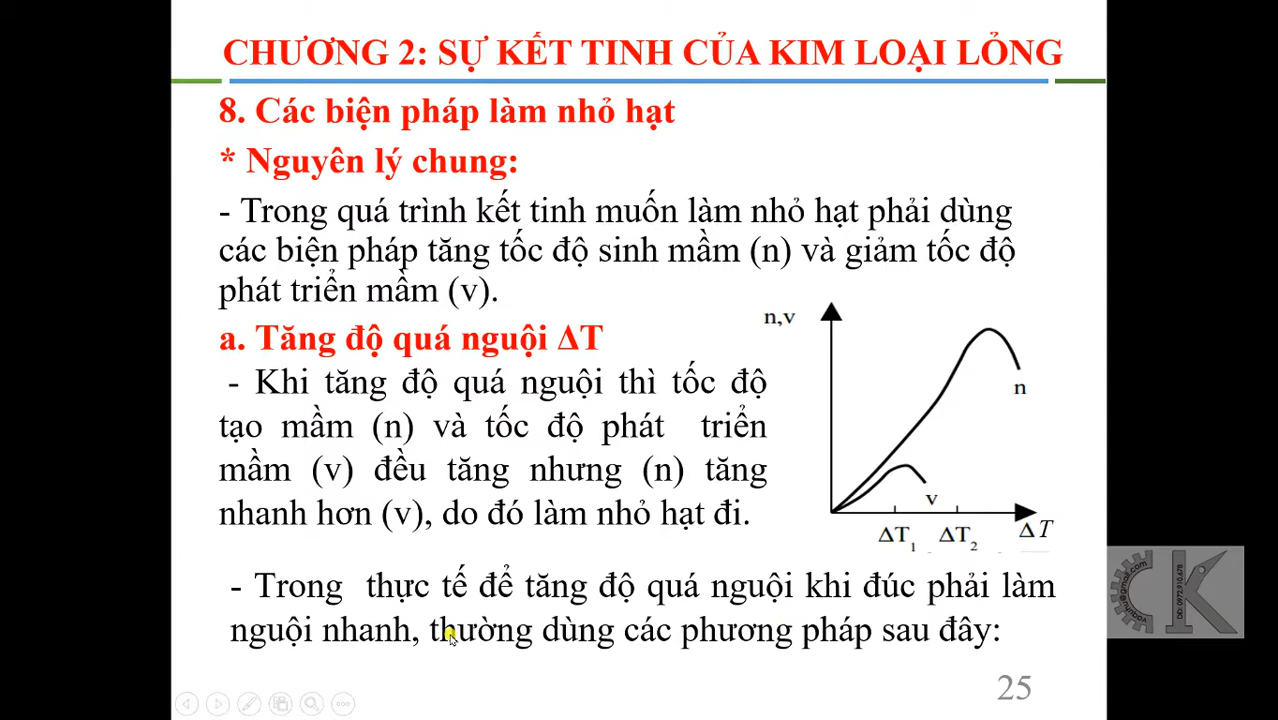 CHƯƠNG 2: SỰ KẾT TINH CỦA KIM LOẠI LỎNG
8. Các biện pháp làm nhỏ hạt
* Nguyên lý chung:
- Trong quá trình kết tinh muốn làm nhỏ hạt phải dùng
các biện pháp tăng tốc độ sinh mầm (n) và giảm tốc độ
phát triển mầm (v).
a. Tăng độ quá nguội ΔT
- Khi tăng độ quá nguội thì tốc độ
tạo mầm (n) và tốc độ phát triển
mầm (v) đều tăng nhưng (n) tăng
nhanh hơn (v), do đó làm nhỏ hạt đi.
n,v
n
v
ΔT₁ ΔT₂ ΔT
- Trong thực tế để tăng độ quá nguội khi đúc phải làm
nguội nhanh, thường dùng các phương pháp sau đây:
25
CK
DĐ: 0972.910.678